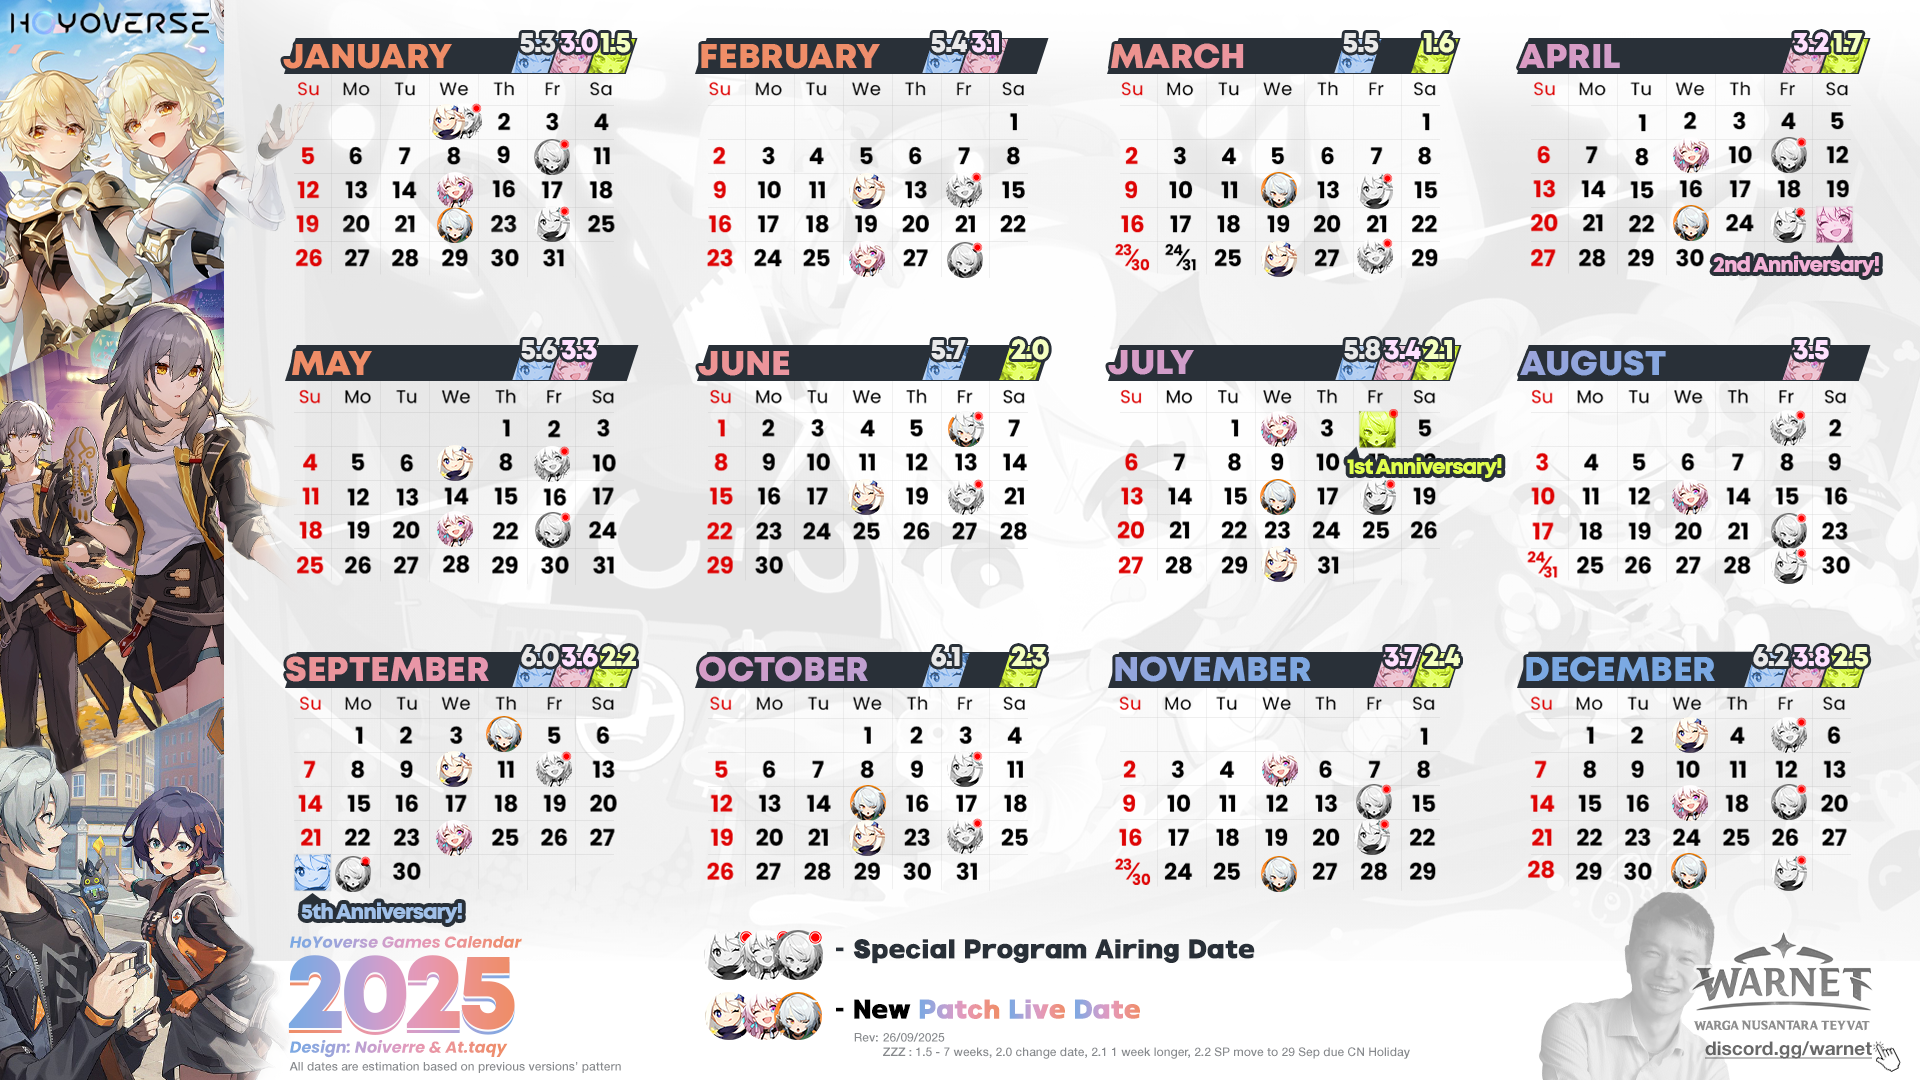 HOYOVERSE
JANUARY 5.3 3.0 1.5
Su Mo Tu We Th Fr Sa
2 3 4
5 6 7 8 9 11
12 13 14 16 17 18
19 20 21 23 25
26 27 28 29 30 31
FEBRUARY 5.4 3.1
Su Mo Tu We Th Fr Sa
1
2 3 4 5 6 7 8
9 10 11 13 15
16 17 18 19 20 21 22
23 24 25 27
MARCH 5.5 1.6
Su Mo Tu We Th Fr Sa
1
2 3 4 5 6 7 8
9 10 11 13 15
16 17 18 19 20 21 22
23/30 24/31 25 27 29
APRIL 3.2 1.7
Su Mo Tu We Th Fr Sa
1 2 3 4 5
6 7 8 10 12
13 14 15 16 17 18 19
20 21 22 24
27 28 29 30
2nd Anniversary!
MAY 5.6 3.3
Su Mo Tu We Th Fr Sa
1 2 3
4 5 6 8 10
11 12 13 14 15 16 17
18 19 20 22 24
25 26 27 28 29 30 31
JUNE 5.7 2.0
Su Mo Tu We Th Fr Sa
1 2 3 4 5 7
8 9 10 11 12 13 14
15 16 17 19 21
22 23 24 25 26 27 28
29 30
JULY 5.8 3.4 2.1
Su Mo Tu We Th Fr Sa
1 3 5
6 7 8 9 10
1st Anniversary!
13 14 15 17 19
20 21 22 23 24 25 26
27 28 29 31
AUGUST 3.5
Su Mo Tu We Th Fr Sa
2
3 4 5 6 7 8 9
10 11 12 14 15 16
17 18 19 20 21 23
24/31 25 26 27 28 30
SEPTEMBER 6.0 3.6 2.2
Su Mo Tu We Th Fr Sa
1 2 3 5 6
7 8 9 11 13
14 15 16 17 18 19 20
21 22 23 25 26 27
30
5th Anniversary!
OCTOBER 6.1 2.3
Su Mo Tu We Th Fr Sa
1 2 3 4
5 6 7 8 9 11
12 13 14 16 17 18
19 20 21 23 25
26 27 28 29 30 31
NOVEMBER 3.7 2.4
Su Mo Tu We Th Fr Sa
1
2 3 4 6 7 8
9 10 11 12 13 15
16 17 18 19 20 22
23/30 24 25 27 28 29
DECEMBER 6.2 3.8 2.5
Su Mo Tu We Th Fr Sa
1 2 4 6
7 8 9 10 11 12 13
14 15 16 18 20
21 22 23 24 25 26 27
28 29 30
HoYoverse Games Calendar
2025
Design: Noiverre & At.taqy
All dates are estimation based on previous versions' pattern
- Special Program Airing Date
- New Patch Live Date
Rev: 26/09/2025
ZZZ : 1.5 - 7 weeks, 2.0 change date, 2.1 1 week longer, 2.2 SP move to 29 Sep due CN Holiday
WARNET
WARGA NUSANTARA TEYVAT
discord.gg/warnet